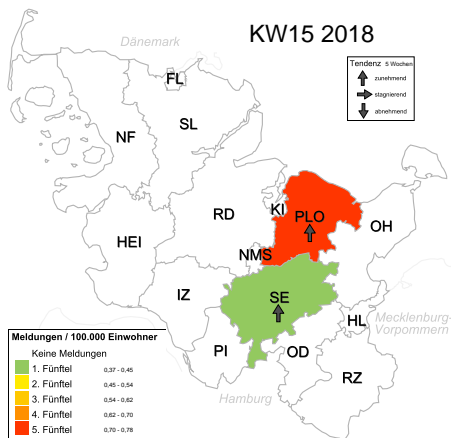 KW15 2018
Dänemark
Tendenz 5 Wochen
zunehmend
stagnierend
abnehmend
FL
NF
SL
KI
PLO
RD
OH
HEI
NMS
IZ
SE
HL
Mecklenburg-
Vorpommern
PI
OD
RZ
Hamburg
Meldungen / 100.000 Einwohner
Keine Meldungen
1. Fünftel 0,37 - 0,45
2. Fünftel 0,45 - 0,54
3. Fünftel 0,54 - 0,62
4. Fünftel 0,62 - 0,70
5. Fünftel 0,70 - 0,78